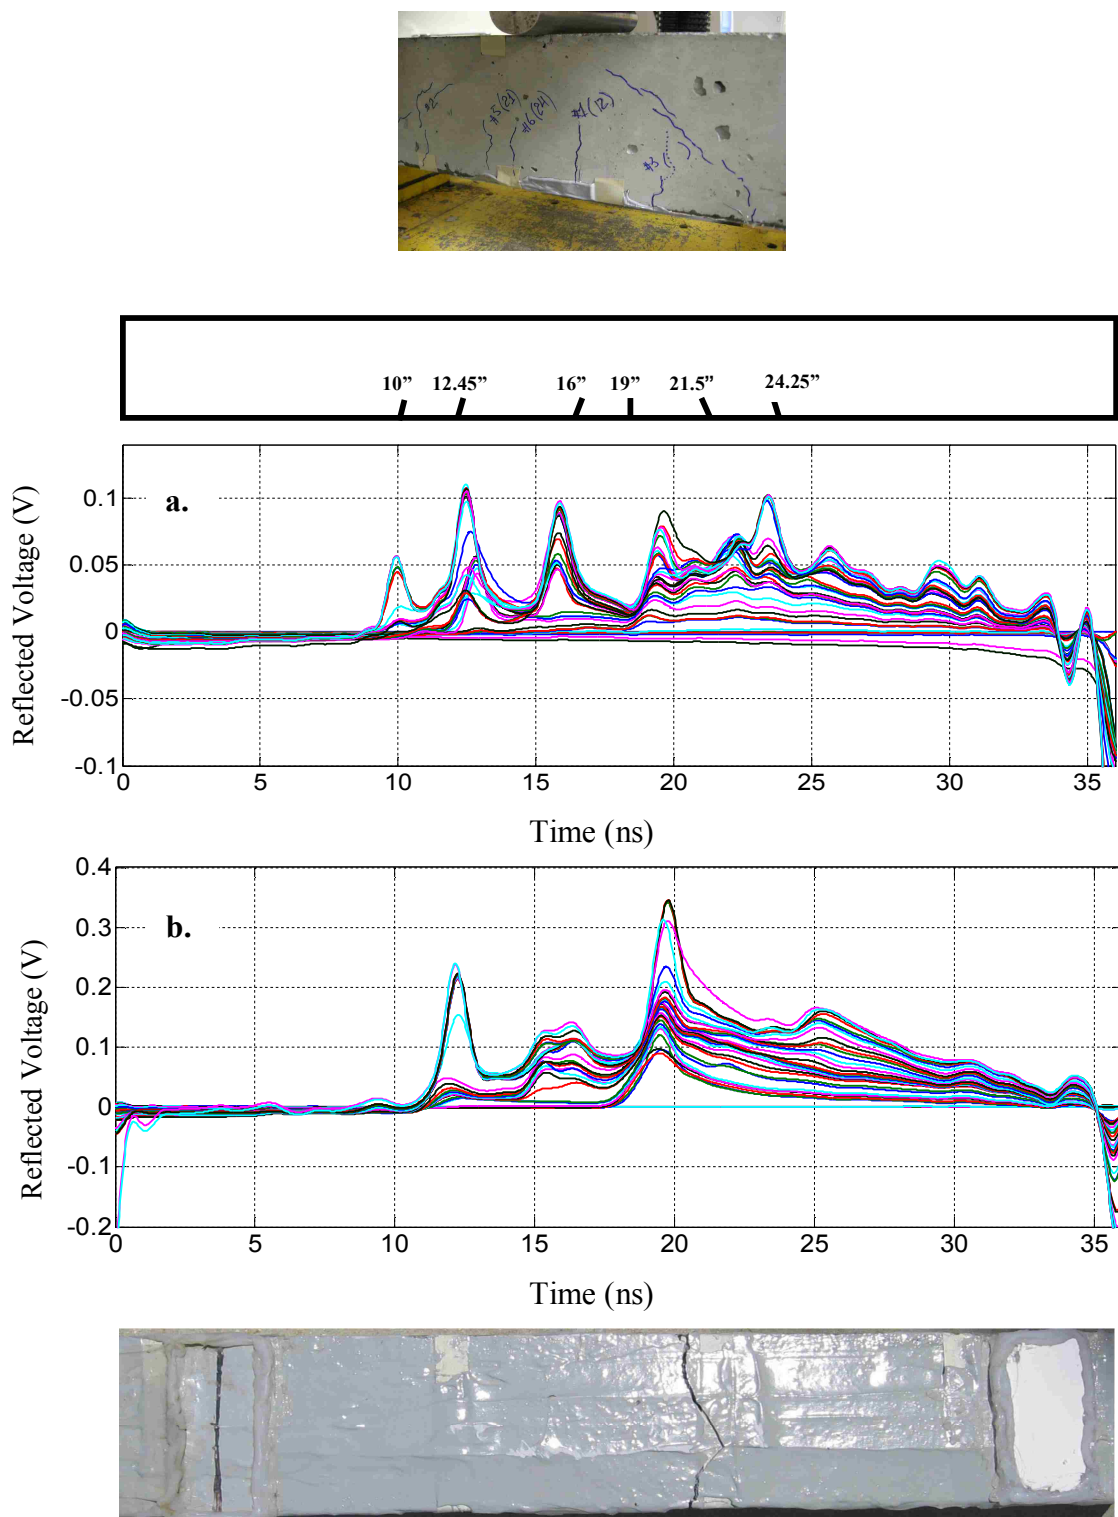 #2
#5(21)
#6(24)
#1(12)
#3( )
10” 12.45” 16” 19” 21.5” 24.25”
a.
Reflected Voltage (V)
0.1
0.05
0
-0.05
-0.1
0 5 10 15 20 25 30 35
Time (ns)
b.
Reflected Voltage (V)
0.4
0.3
0.2
0.1
0
-0.1
-0.2
0 5 10 15 20 25 30 35
Time (ns)